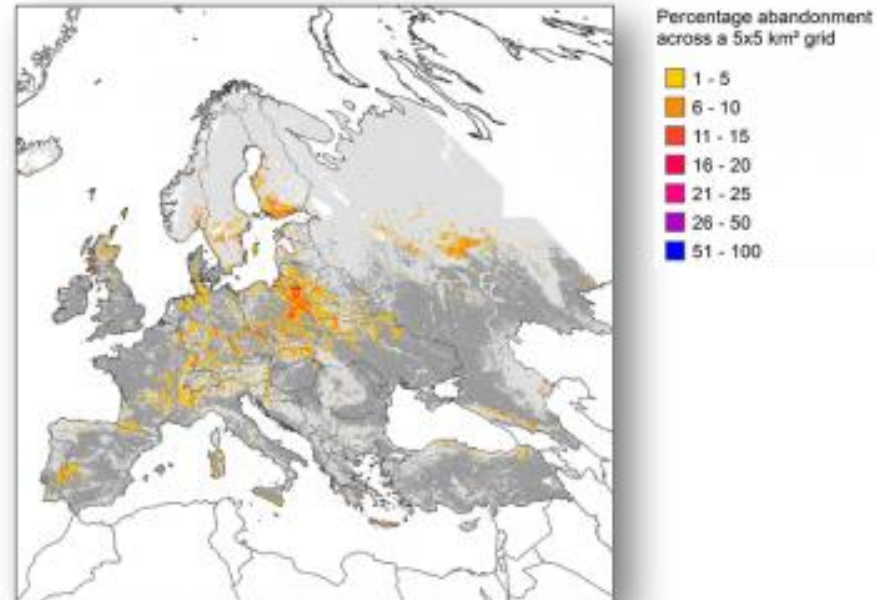 Percentage abandonment
across a 5x5 km² grid
1 - 5
6 - 10
11 - 15
16 - 20
21 - 25
26 - 50
51 - 100